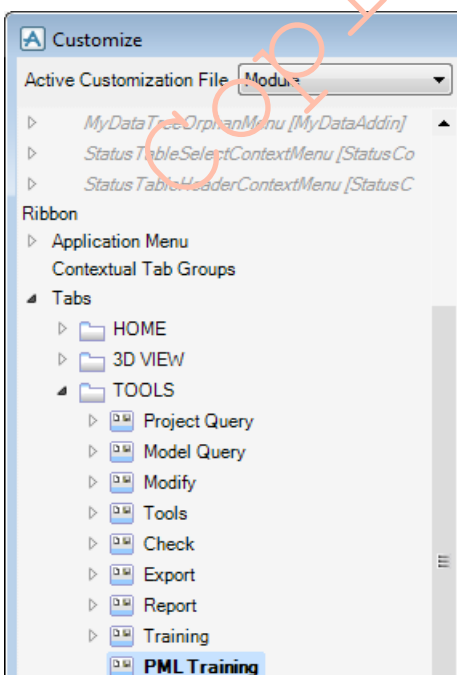 Customize
Active Customization File Module
MyDataTreeOrphanMenu [MyDataAddin]
StatusTableSelectContextMenu [StatusCo
StatusTableHeaderContextMenu [StatusC
Ribbon
Application Menu
Contextual Tab Groups
Tabs
HOME
3D VIEW
TOOLS
Project Query
Model Query
Modify
Tools
Check
Export
Report
Training
PML Training